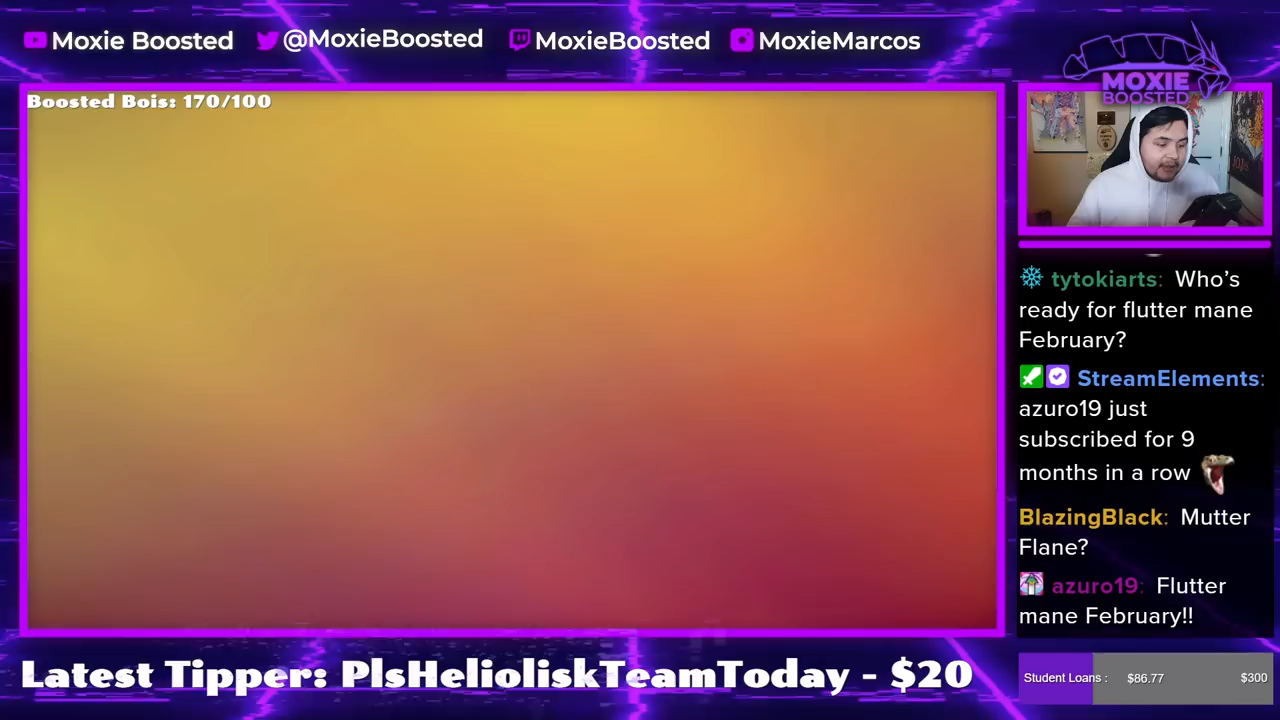 Moxie Boosted @MoxieBoosted MoxieBoosted MoxieMarcos
MOXIE
BOOSTED
Boosted Bois: 170/100
tytokiarts: Who's
ready for flutter mane
February?
StreamElements:
azuro19 just
subscribed for 9
months in a row
BlazingBlack: Mutter
Flane?
azuro19: Flutter
mane February!!
Latest Tipper: PlsHelioliskTeamToday - $20
Student Loans : $86.77 $300